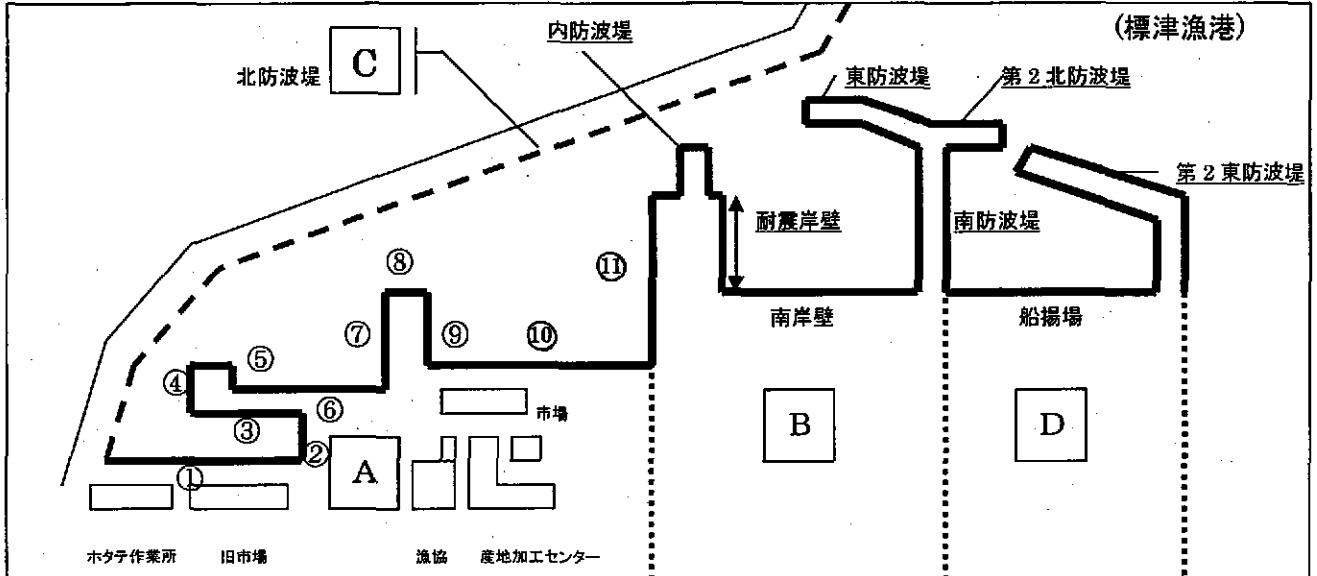 (標津漁港)
内防波堤
北防波堤
C
東防波堤
第2北防波堤
第2東防波堤
耐震岸壁
南防波堤
⑧
⑪
南岸壁
船揚場
⑦
⑨
⑩
⑤
④
⑥
市場
③
②
①
A
B
D
ホタテ作業所
旧市場
漁協
産地加工センター